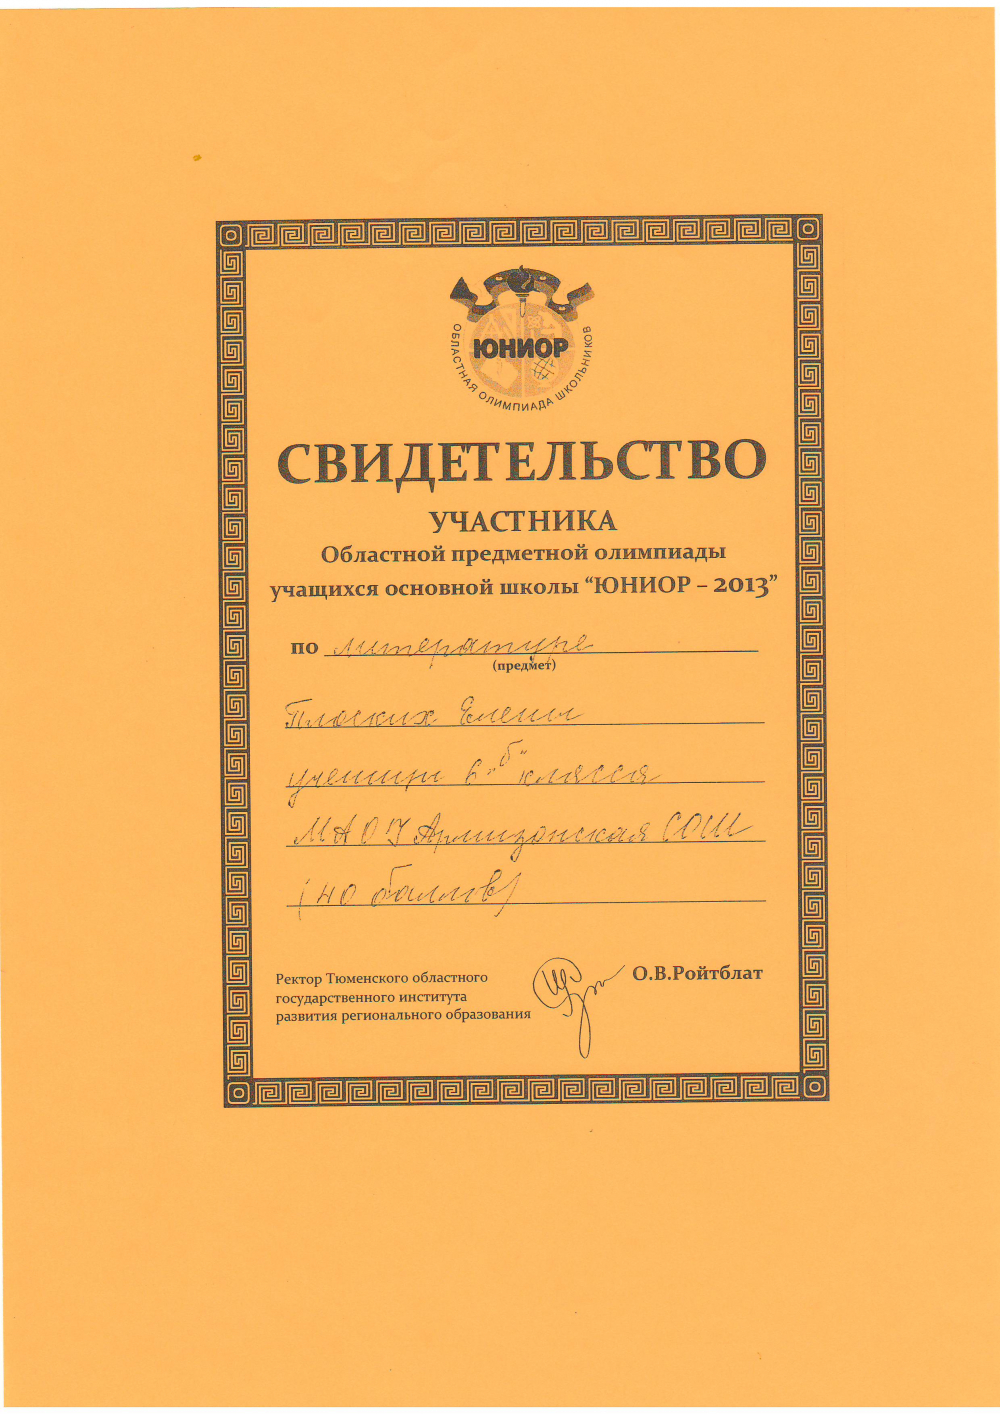 ЮНИОР
ОБЛАСТНАЯ ОЛИМПИАДА ШКОЛЬНИКОВ
СВИДЕТЕЛЬСТВО
УЧАСТНИКА
Областной предметной олимпиады
учащихся основной школы “ЮНИОР – 2013”
по литературе
(предмет)
Плоских Елены
ученицы 6 "б" класса
МАОУ Армизонская СОШ
(40 баллов)
Ректор Тюменского областного
государственного института
развития регионального образования
О.В.Ройтблат